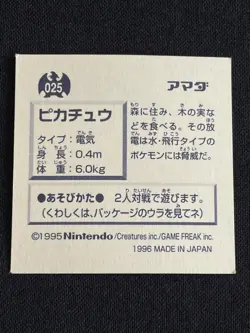 025
アマダ
ピカチュウ
タイプ：電気
身長：0.4m
体重：6.0kg
森に住み、木の実な
どを食べる。その放
電は水・飛行タイプの
ポケモンには脅威だ。
●あそびかた● 2人対戦で遊びます。
(くわしくは、パッケージのウラを見てネ)
©1995 Nintendo/Creatures inc./GAME FREAK inc.
1996 MADE IN JAPAN